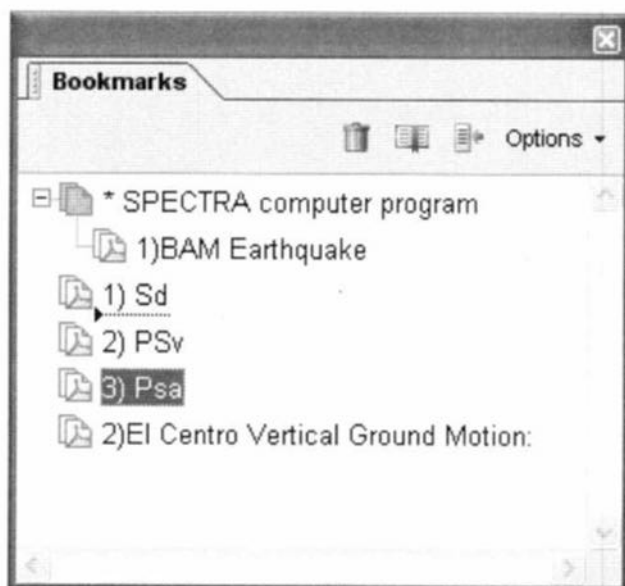 Bookmarks
Options
* SPECTRA computer program
1)BAM Earthquake
1) Sd
2) PSv
3) Psa
2)El Centro Vertical Ground Motion: